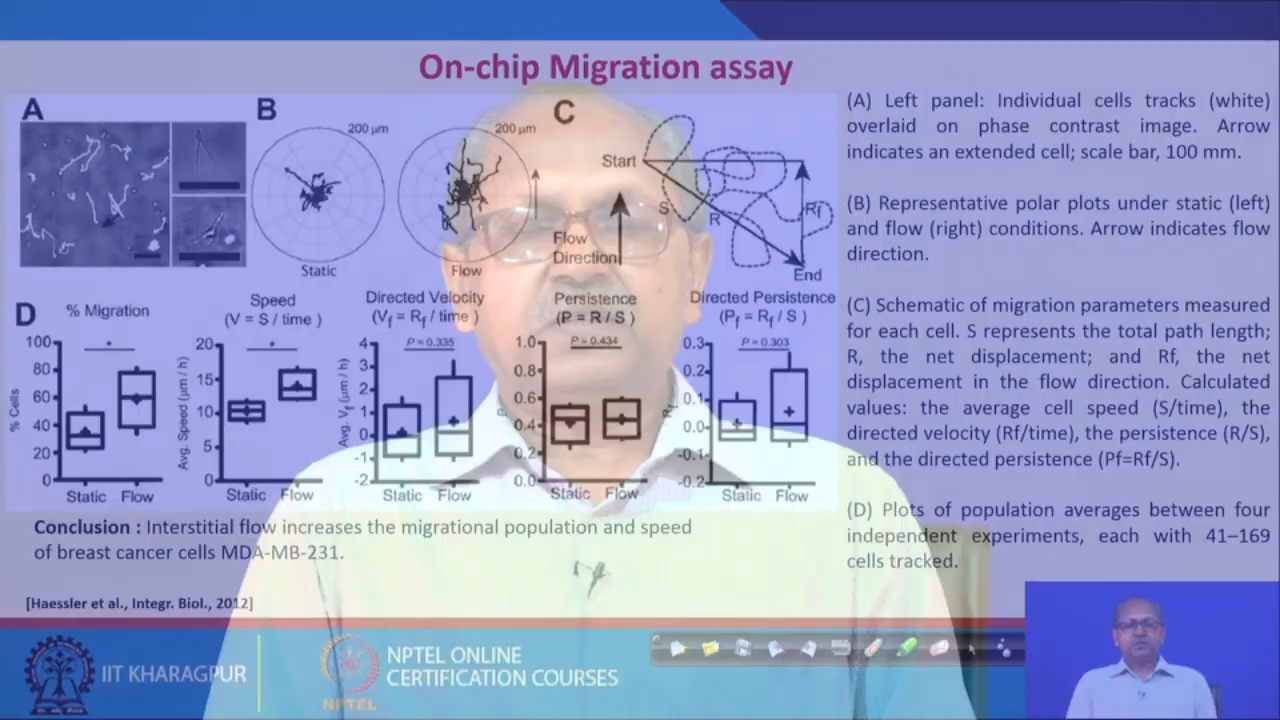 On-chip Migration assay
A
B
200 µm
200 µm
Static
Flow
C
Start
S
R
Rf
Flow
Direction
End
D
% Migration
% Cells
100
80
60
40
20
0
*
Static Flow
Speed
(V = S / time )
Avg. Speed (µm / h)
20
15
10
5
0
*
Static Flow
Directed Velocity
(Vf = Rf / time )
Avg. Vf (µm / h)
4
3
2
1
0
-1
-2
P = 0.335
Static Flow
Persistence
(P = R / S )
1.0
0.8
0.6
0.4
0.2
0.0
P = 0.434
Static Flow
Directed Persistence
(Pf = Rf / S )
0.3
0.2
0.1
0.0
-0.1
-0.2
P = 0.303
Static Flow
Conclusion : Interstitial flow increases the migrational population and speed
of breast cancer cells MDA-MB-231.
[Haessler et al., Integr. Biol., 2012]
(A) Left panel: Individual cells tracks (white)
overlaid on phase contrast image. Arrow
indicates an extended cell; scale bar, 100 mm.
(B) Representative polar plots under static (left)
and flow (right) conditions. Arrow indicates flow
direction.
(C) Schematic of migration parameters measured
for each cell. S represents the total path length;
R, the net displacement; and Rf, the net
displacement in the flow direction. Calculated
values: the average cell speed (S/time), the
directed velocity (Rf/time), the persistence (R/S),
and the directed persistence (Pf=Rf/S).
(D) Plots of population averages between four
independent experiments, each with 41–169
cells tracked.
IIT KHARAGPUR
NPTEL
NPTEL ONLINE
CERTIFICATION COURSES